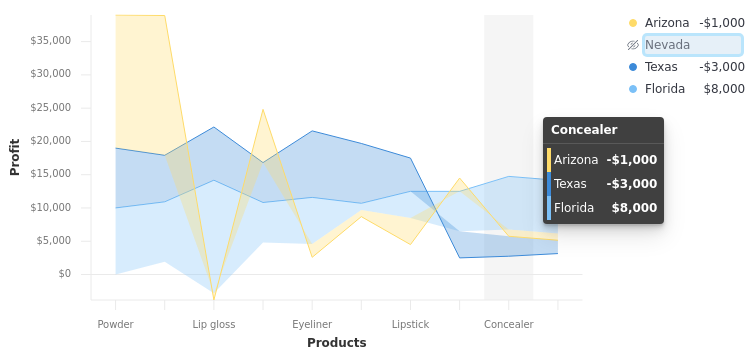 Arizona -$1,000
Nevada
Texas -$3,000
Florida $8,000
Profit
$35,000
$30,000
$25,000
$20,000
$15,000
$10,000
$5,000
$0
Concealer
Arizona -$1,000
Texas -$3,000
Florida $8,000
Powder Lip gloss Eyeliner Lipstick Concealer
Products